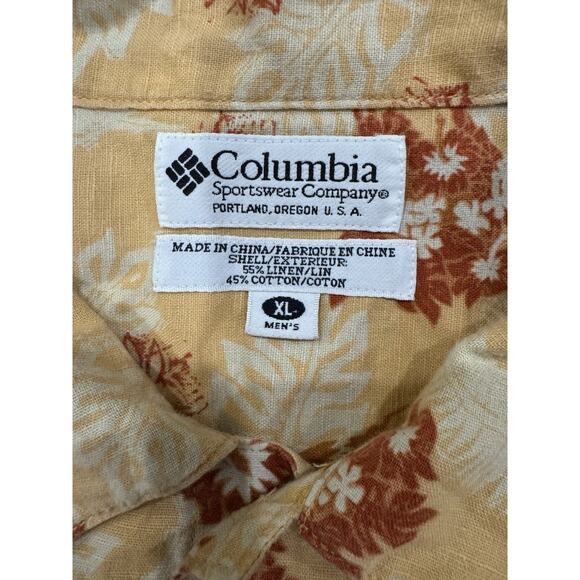 Columbia
Sportswear Company®
PORTLAND, OREGON U. S. A.
MADE IN CHINA/FABRIQUE EN CHINE
SHELL/EXTERIEUR:
55% LINEN/LIN
45% COTTON/COTON
XL
MEN'S